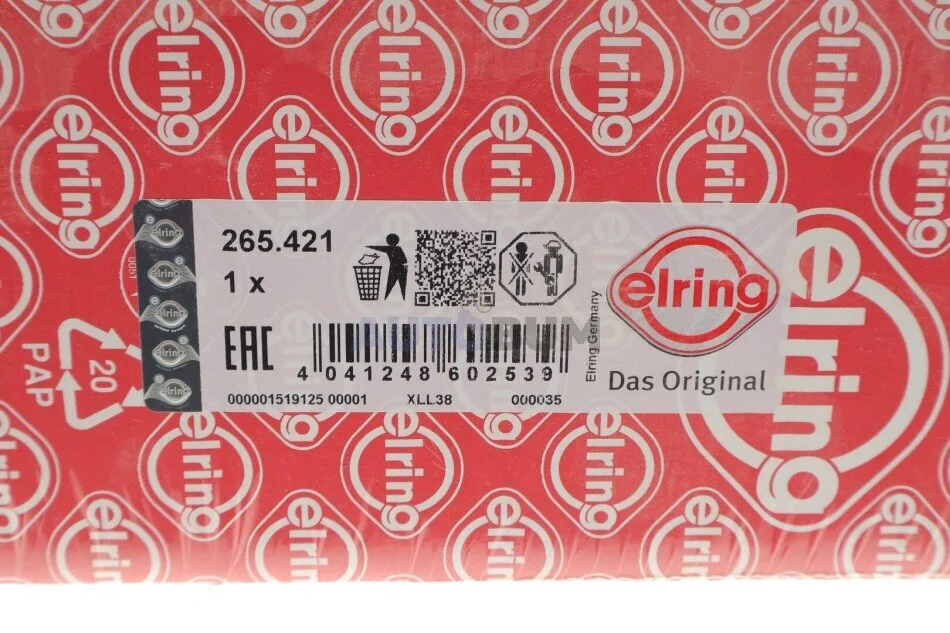 265.421
1 x
EAC
4 041248 602539
000001519125 00001 XLL38 000035
elring
Das Original
Elring Germany
20
PAP
elring
AUTOBUM